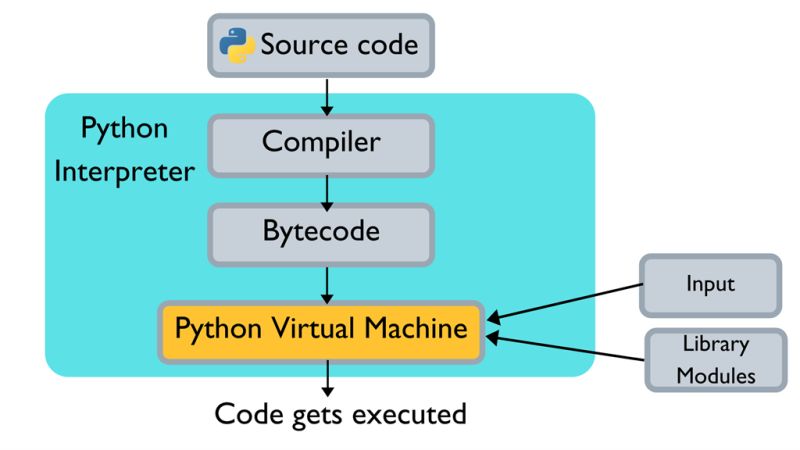 Source code
Python
Interpreter
Compiler
Bytecode
Python Virtual Machine
Input
Library
Modules
Code gets executed